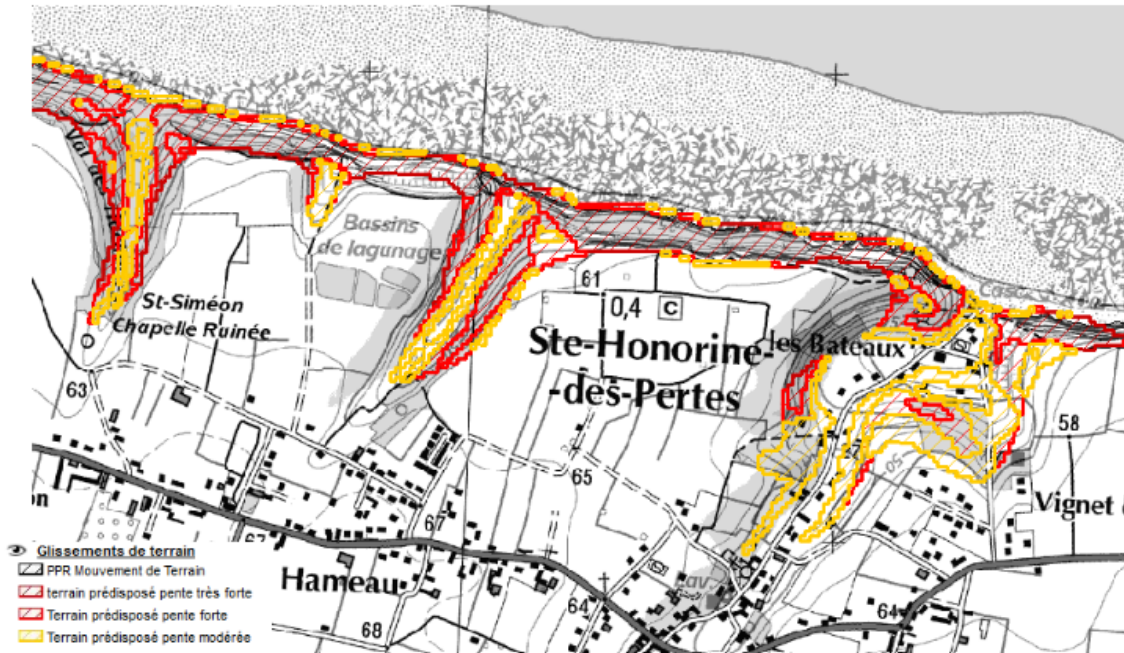 Bassins
de lagunage
St-Siméon
Chapelle Ruinée
61
0,4
C
Ste-Honorine-
-des-Pertes
les Bateaux
63
65
50
58
Vignet
67
67
Hameau
64
64
68
Glissements de terrain
PPR Mouvement de Terrain
terrain prédisposé pente très forte
Terrain prédisposé pente forte
Terrain prédisposé pente modérée